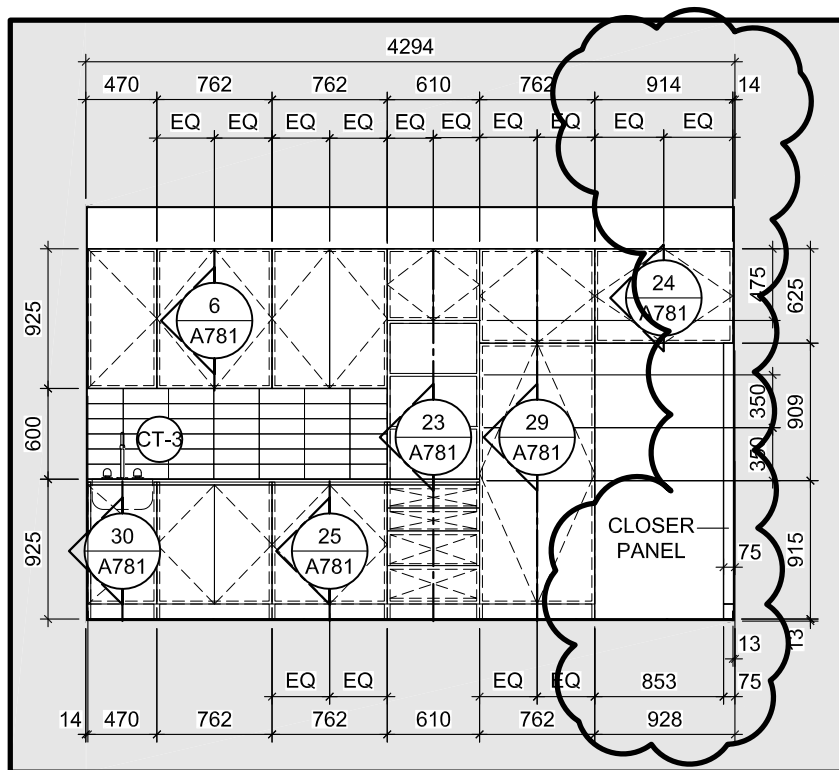 4294
470 762 762 610 762 914 14
EQ EQ EQ EQ EQ EQ EQ EQ EQ EQ
925
600
925
6
A781
24
A781
CT-3
23
A781
29
A781
30
A781
25
A781
CLOSER
PANEL
475
625
350
350
909
915
75
13
13
75
EQ EQ EQ EQ 853
14 470 762 762 610 762 928